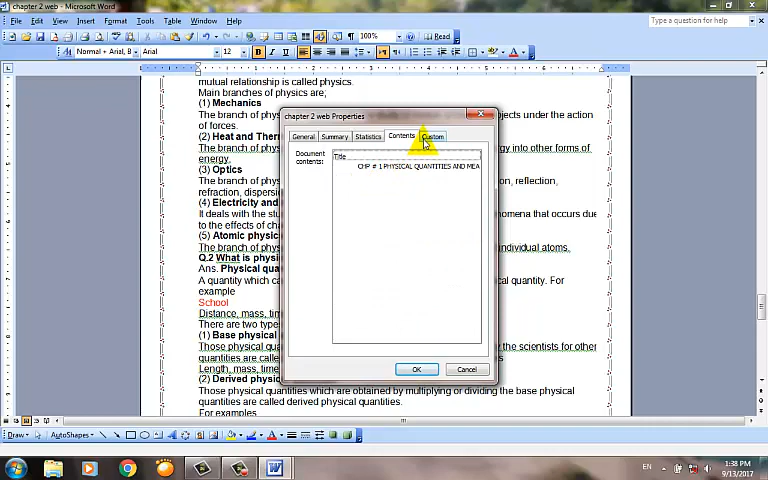 chapter 2 web - Microsoft Word
File Edit View Insert Format Tools Table Window Help
Type a question for help
100% Read
Normal + Arial, B Arial 12
mutual relationship is called physics.
Main branches of physics are;
(1) Mechanics
The branch of
jects under the action
of forces.
(2) Heat and Ther
The branch of phys
rgy into other forms of
energy.
(3) Optics
The branch of phys
n, reflection,
refraction, dispersi
(4) Electricity and
It deals with the stu
nomena that occurs due
to the effects of cha
(5) Atomic physic
The branch of phys
individual atoms.
Q.2 What is physi
Ans. Physical qua
A quantity which ca
cal quantity. For
example
School
Distance, mass, tim
There are two type
(1) Base physical
Those physical qua
y the scientists for other
quantities are calle
es
Length, mass, time
(2) Derived physic
Those physical quantities which are obtained by multiplying or dividing the base physical
quantities are called derived physical quantities.
For examples
chapter 2 web Properties
General Summary Statistics Contents Custom
Document
contents:
Title
CHP # 1 PHYSICAL QUANTITIES AND MEA
OK Cancel
Draw AutoShapes
EN
1:38 PM
9/13/2017